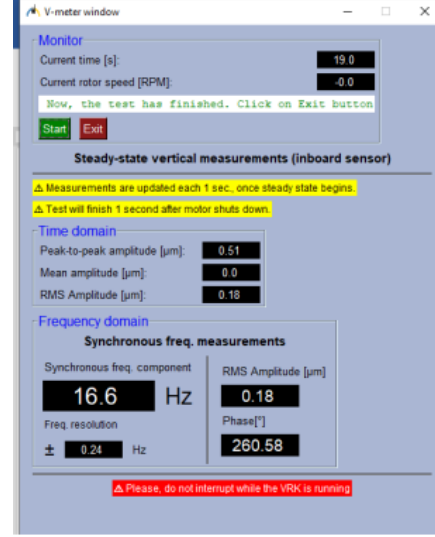 V-meter window
Monitor
Current time [s]: 19.0
Current rotor speed [RPM]: -0.0
Now, the test has finished. Click on Exit button
Start Exit
Steady-state vertical measurements (inboard sensor)
⚠ Measurements are updated each 1 sec., once steady state begins.
⚠ Test will finish 1 second after motor shuts down.
Time domain
Peak-to-peak amplitude [µm]: 0.51
Mean amplitude [µm]: 0.0
RMS Amplitude [µm]: 0.18
Frequency domain
Synchronous freq. measurements
Synchronous freq. component
16.6 Hz
Freq. resolution
± 0.24 Hz
RMS Amplitude [µm]
0.18
Phase[°]
260.58
⚠ Please, do not interrupt while the VRK is running